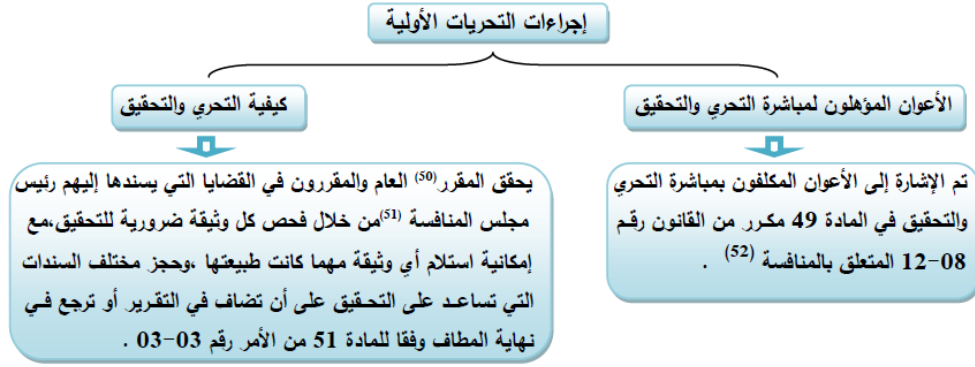 إجراءات التحريات الأولية
الأعوان المؤهلون لمباشرة التحري والتحقيق
تم الإشارة إلى الأعوان المكلفون بمباشرة التحري
والتحقيق في المادة 49 مكرر من القانون رقم
08-12 المتعلق بالمنافسة (52) .
كيفية التحري والتحقيق
يحقق المقرر(50) العام والمقررون في القضايا التي يسندها إليهم رئيس
مجلس المنافسة (51)من خلال فحص كل وثيقة ضرورية للتحقيق،مع
إمكانية استلام أي وثيقة مهما كانت طبيعتها ،وحجز مختلف السندات
التي تساعد على التحقيق على أن تضاف في التقرير أو ترجع في
نهاية المطاف وفقا للمادة 51 من الأمر رقم 03-03 .